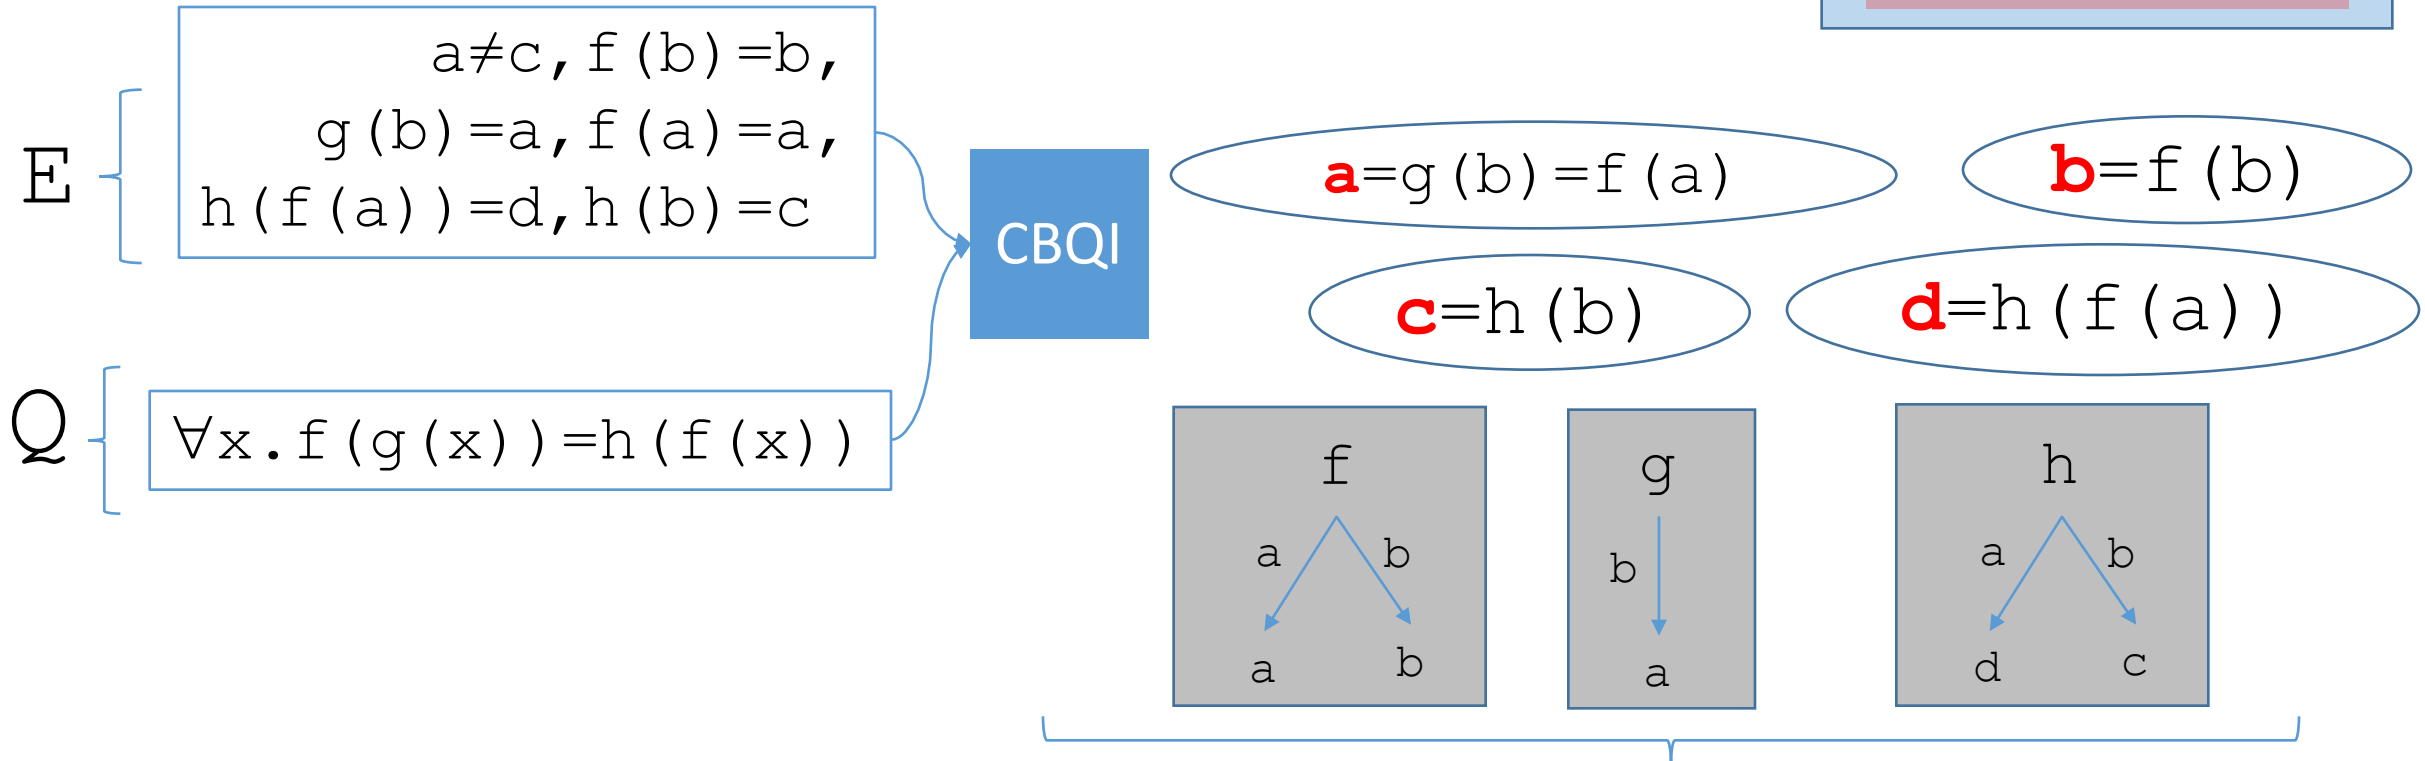 E
a≠c,f(b)=b,
g(b)=a,f(a)=a,
h(f(a))=d,h(b)=c
Q
∀x.f(g(x))=h(f(x))
CBQI
a=g(b)=f(a)
b=f(b)
c=h(b)
d=h(f(a))
f
a b
a b
g
b
a
h
a b
d c